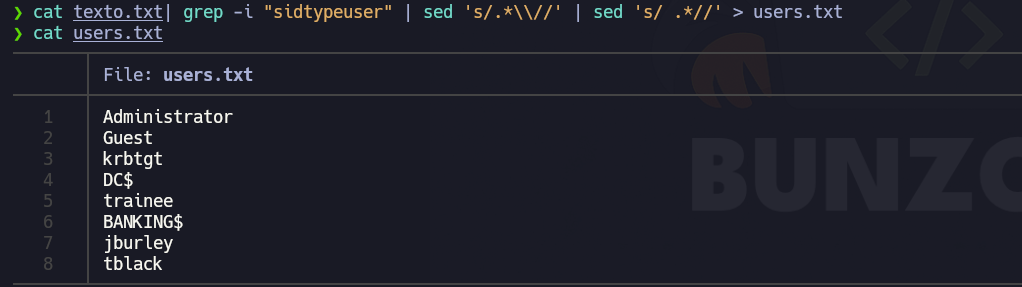 ❯ cat texto.txt| grep -i "sidtypeuser" | sed 's/.*\\//' | sed 's/ .*//' > users.txt
❯ cat users.txt
File: users.txt
1 Administrator
2 Guest
3 krbtgt
4 DC$
5 trainee
6 BANKING$
7 jburley
8 tblack